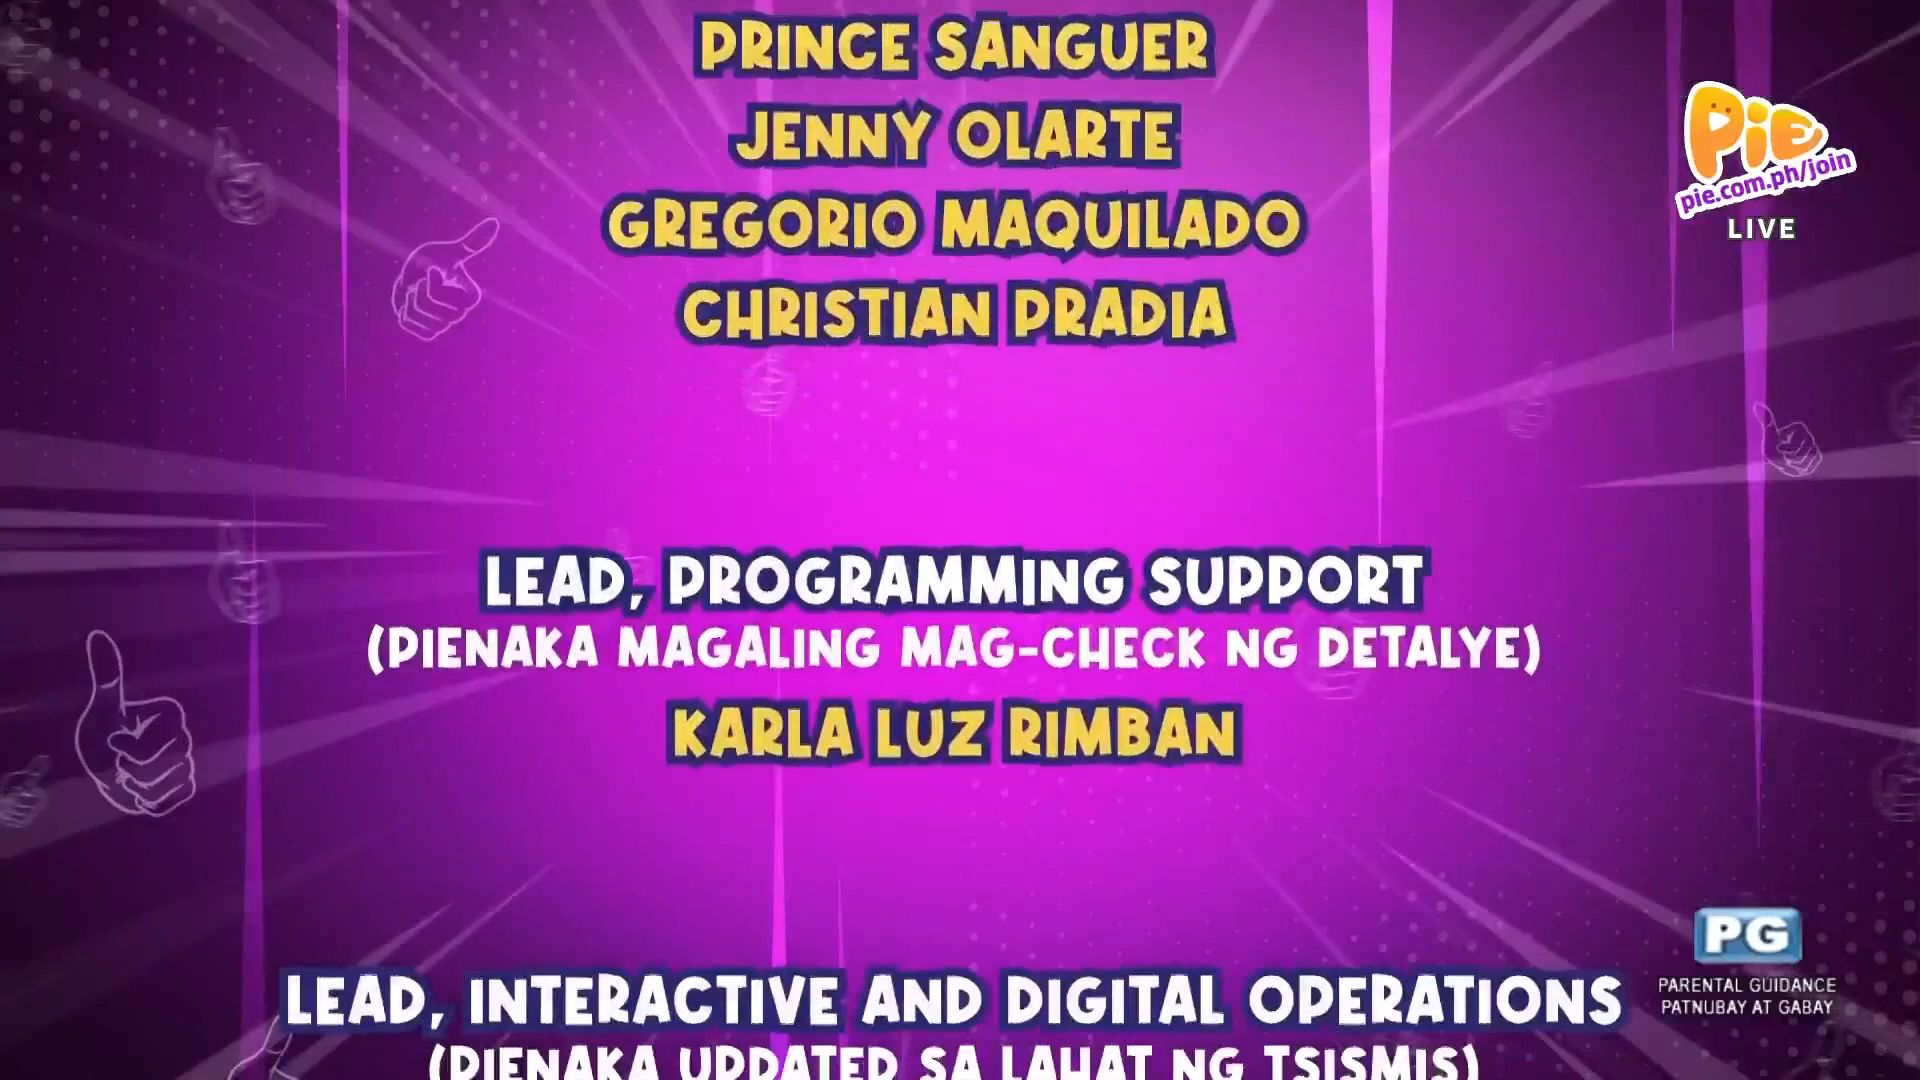 PRINCE SANGUER
JENNY OLARTE
GREGORIO MAQUILADO
CHRISTIAN PRADIA
Pie
pie.com.ph/join
LIVE
LEAD, PROGRAMMING SUPPORT
(PIENAKA MAGALING MAG-CHECK NG DETALYE)
KARLA LUZ RIMBAN
LEAD, INTERACTIVE AND DIGITAL OPERATIONS
(PIENAKA UPDATED SA LAHAT NG TSISMIS)
PG
PARENTAL GUIDANCE
PATNUBAY AT GABAY